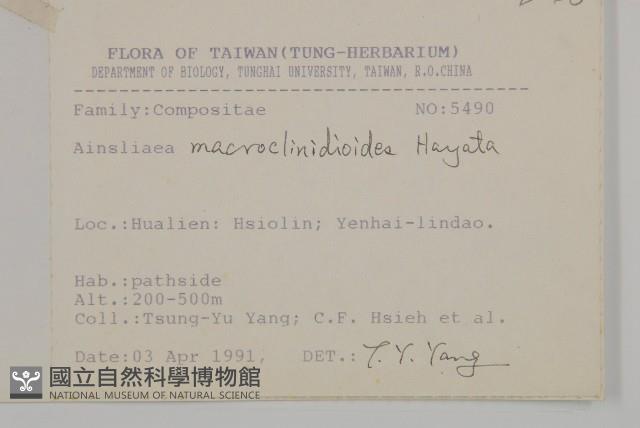 FLORA OF TAIWAN(TUNG-HERBARIUM)
DEPARTMENT OF BIOLOGY, TUNGHAI UNIVERSITY, TAIWAN, R.O.CHINA
Family:Compositae NO:5490
Ainsliaea macroclinidioides Hayata
Loc.:Hualien: Hsiolin; Yenhai-lindao.
Hab.:pathside
Alt.:200-500m
Coll.:Tsung-Yu Yang; C.F. Hsieh et al.
Date:03 Apr 1991, DET.: T. Y. Yang
國立自然科學博物館
NATIONAL MUSEUM OF NATURAL SCIENCE